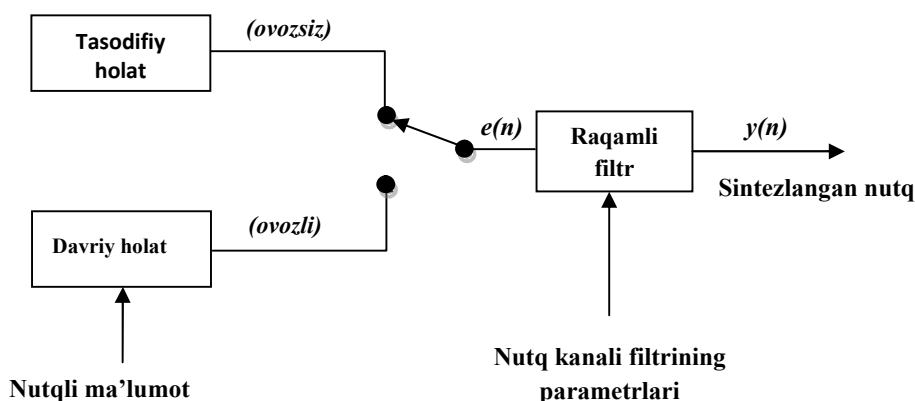 Tasodifiy
holat
(ovozsiz)
e(n)
Raqamli
filtr
y(n)
Sintezlangan nutq
Davriy holat
(ovozli)
Nutqli ma’lumot
Nutq kanali filtrining
parametrlari